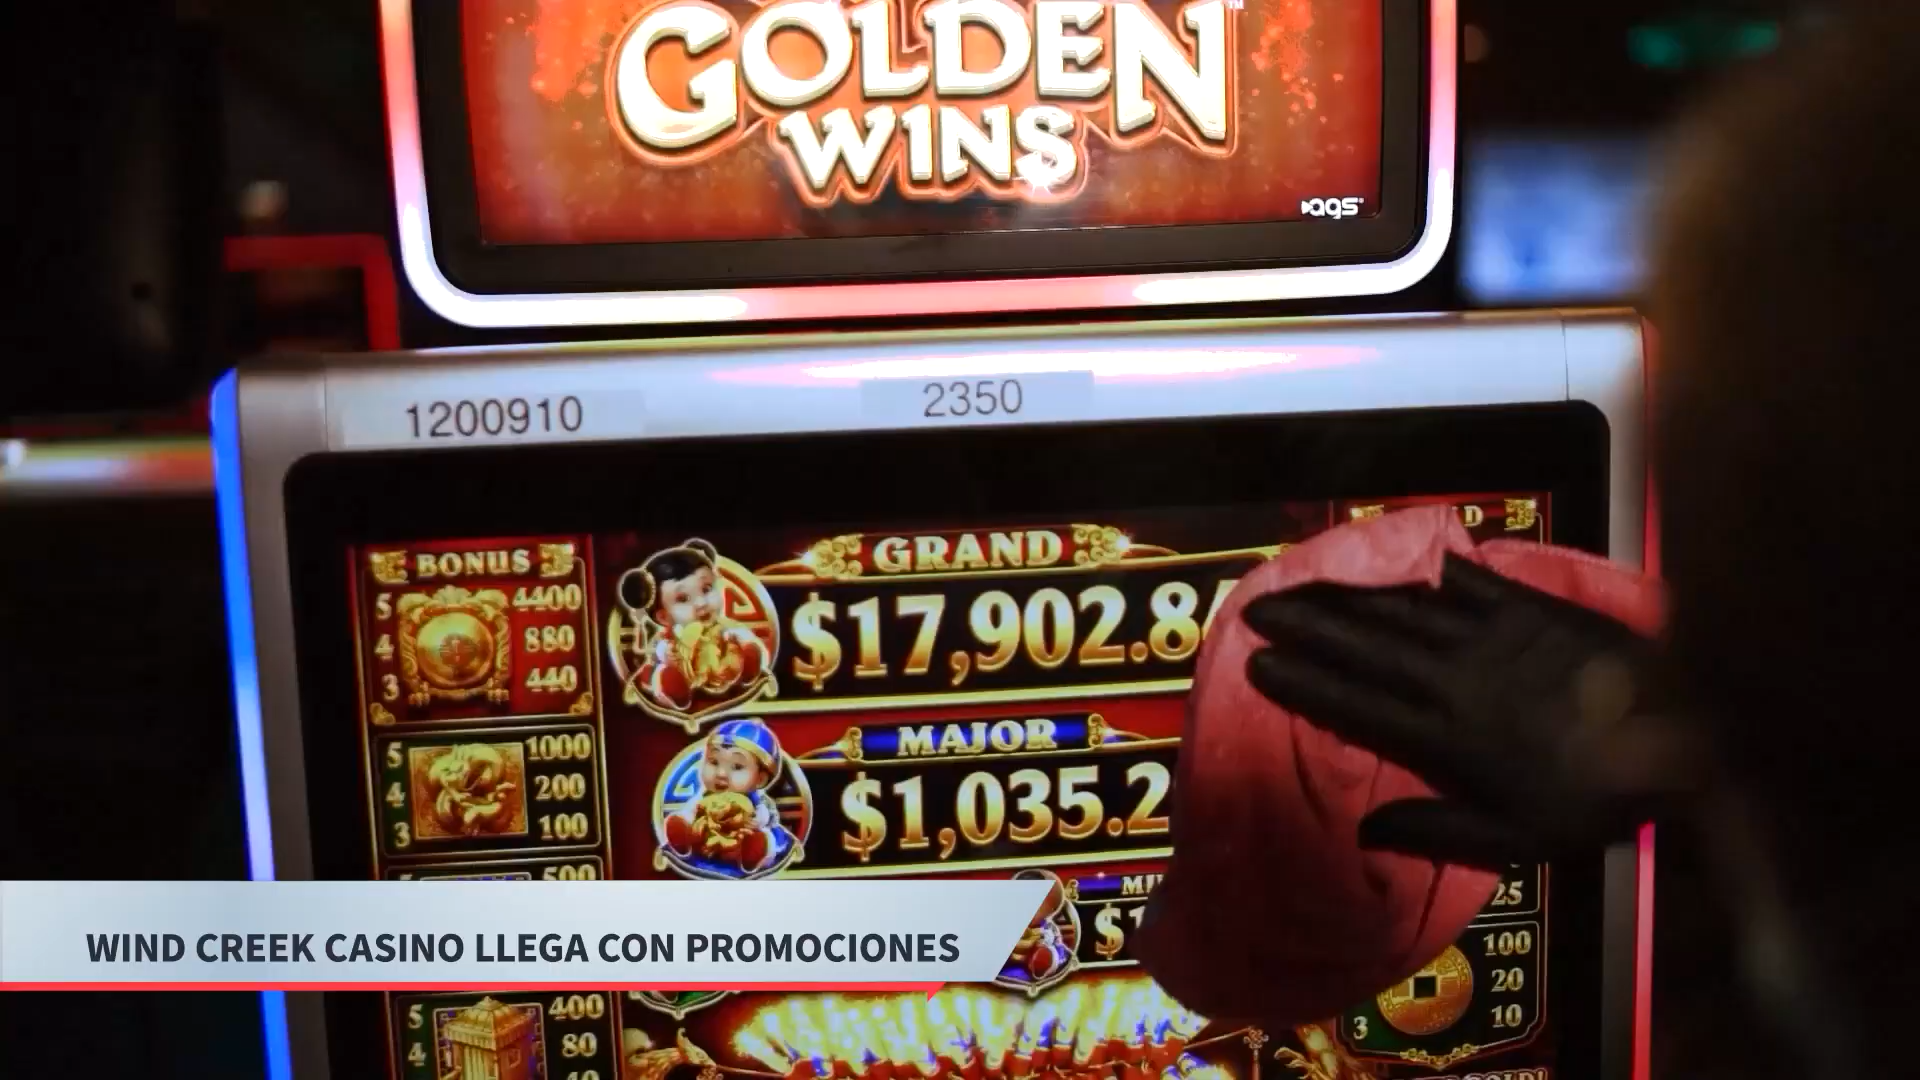 GOLDEN
WINS
ags
1200910
2350
BONUS
5 4400
4 880
3 440
GRAND
$17,902.8
MAJOR
$1,035.2
5 1000
4 200
3 100
500
$1
25
WIND CREEK CASINO LLEGA CON PROMOCIONES
100
20
3 10
5 400
4 80